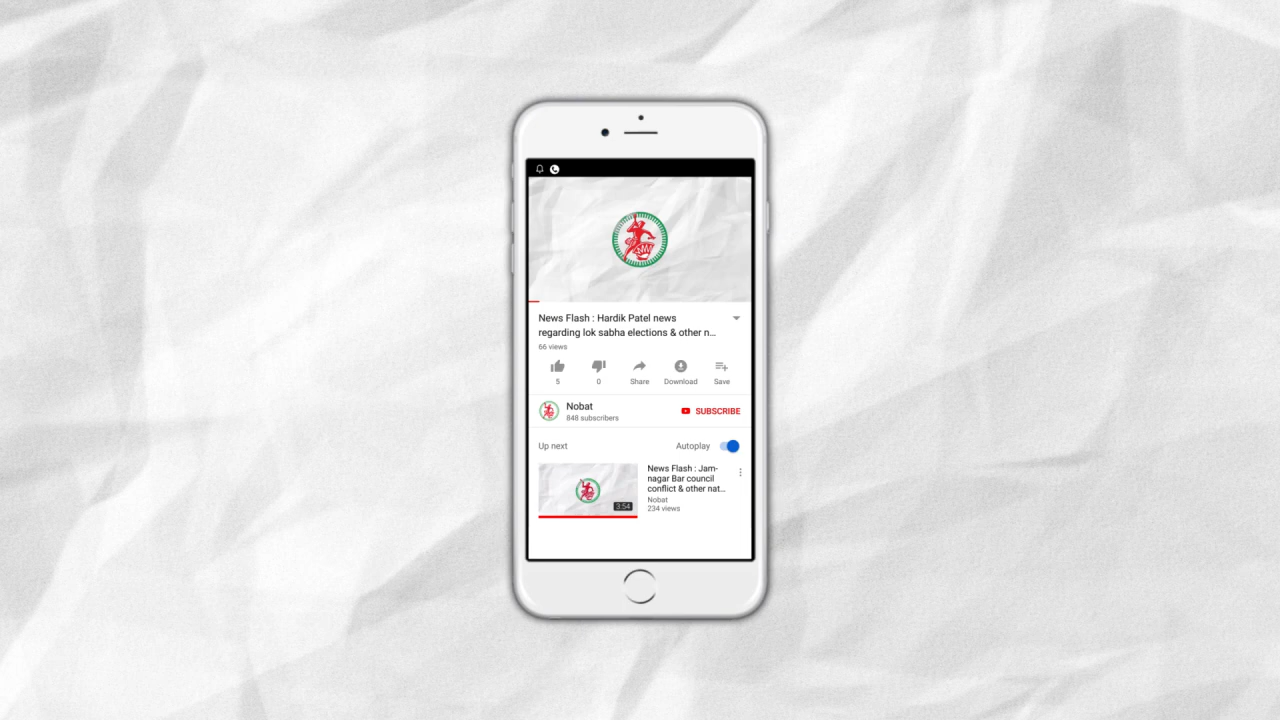 News Flash : Hardik Patel news
regarding lok sabha elections & other n...
66 views
5
0
Share
Download
Save
Nobat
848 subscribers
SUBSCRIBE
Up next
Autoplay
News Flash : Jam-
nagar Bar council
conflict & other nat...
Nobat
234 views
3:54